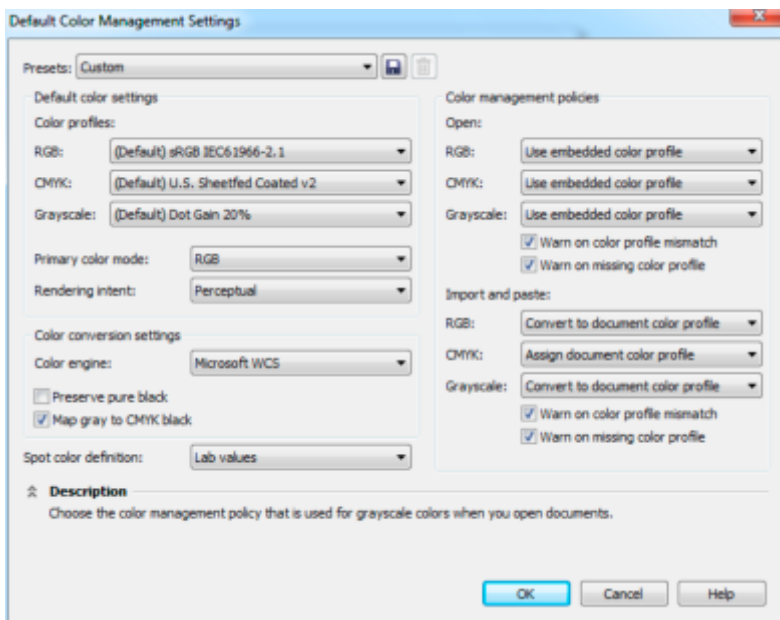 Default Color Management Settings
Presets: Custom
Default color settings
Color profiles:
RGB: (Default) sRGB IEC61966-2.1
CMYK: (Default) U.S. Sheetfed Coated v2
Grayscale: (Default) Dot Gain 20%
Primary color mode: RGB
Rendering intent: Perceptual
Color conversion settings
Color engine: Microsoft WCS
Preserve pure black
Map gray to CMYK black
Spot color definition: Lab values
Color management policies
Open:
RGB: Use embedded color profile
CMYK: Use embedded color profile
Grayscale: Use embedded color profile
Warn on color profile mismatch
Warn on missing color profile
Import and paste:
RGB: Convert to document color profile
CMYK: Assign document color profile
Grayscale: Convert to document color profile
Warn on color profile mismatch
Warn on missing color profile
Description
Choose the color management policy that is used for grayscale colors when you open documents.
OK Cancel Help